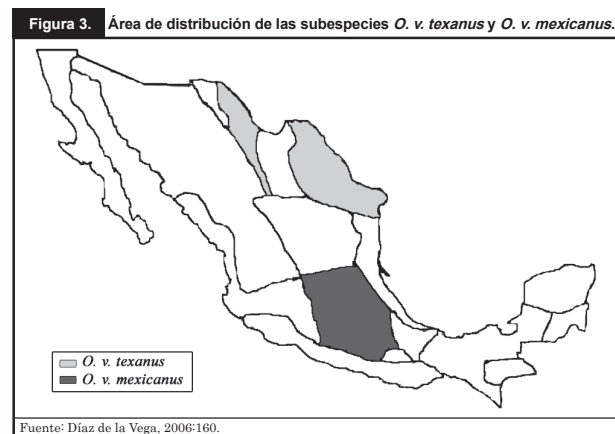 Figura 3. Área de distribución de las subespecies O. v. texanus y O. v. mexicanus.
O. v. texanus
O. v. mexicanus
Fuente: Díaz de la Vega, 2006:160.